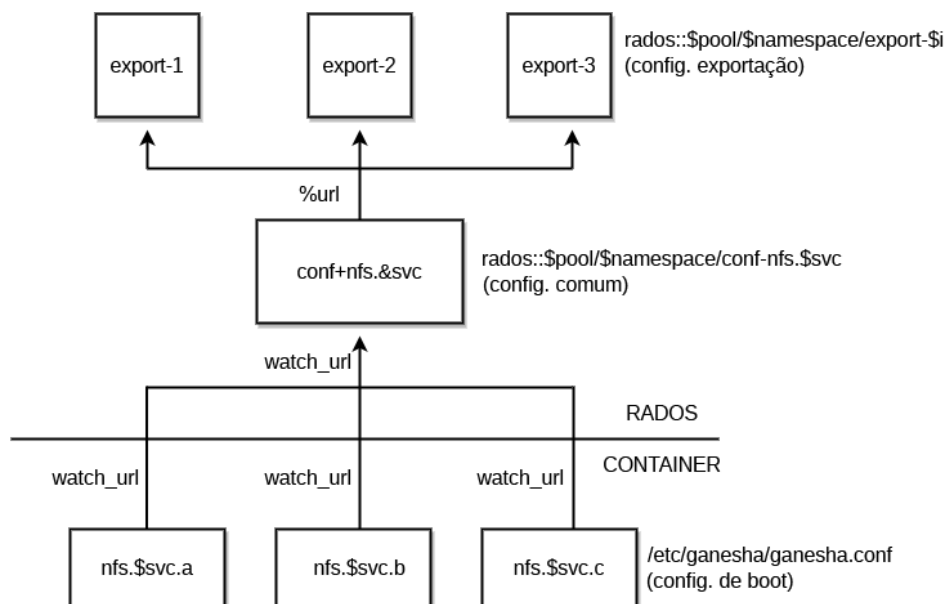 export-1
export-2
export-3
rados::$pool/$namespace/export-$i
(config. exportação)
%url
conf+nfs.&svc
rados::$pool/$namespace/conf-nfs.$svc
(config. comum)
watch_url
RADOS
CONTAINER
watch_url
watch_url
watch_url
nfs.$svc.a
nfs.$svc.b
nfs.$svc.c
/etc/ganesha/ganesha.conf
(config. de boot)